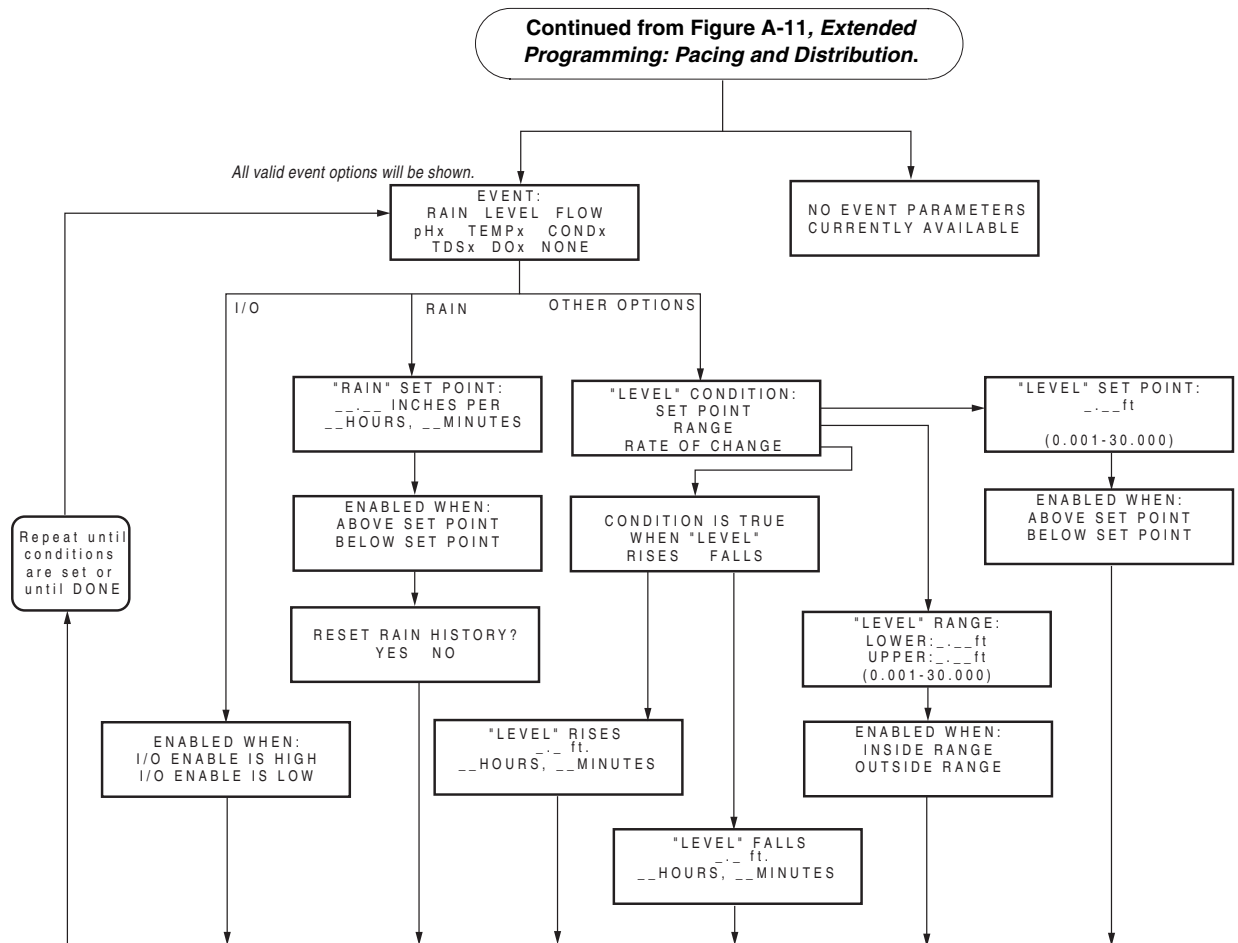 Continued from Figure A-11, Extended
Programming: Pacing and Distribution.
All valid event options will be shown.
EVENT:
RAIN LEVEL FLOW
pHx TEMPx CONDx
TDSx DOx NONE
NO EVENT PARAMETERS
CURRENTLY AVAILABLE
I/O
RAIN
OTHER OPTIONS
"RAIN" SET POINT:
__.__ INCHES PER
__HOURS, __MINUTES
"LEVEL" CONDITION:
SET POINT
RANGE
RATE OF CHANGE
"LEVEL" SET POINT:
_.__ft
(0.001-30.000)
ENABLED WHEN:
ABOVE SET POINT
BELOW SET POINT
CONDITION IS TRUE
WHEN "LEVEL"
RISES FALLS
ENABLED WHEN:
ABOVE SET POINT
BELOW SET POINT
Repeat until
conditions
are set or
until DONE
RESET RAIN HISTORY?
YES NO
"LEVEL" RANGE:
LOWER:_.__ft
UPPER:_.__ft
(0.001-30.000)
ENABLED WHEN:
I/O ENABLE IS HIGH
I/O ENABLE IS LOW
"LEVEL" RISES
_._ ft.
__HOURS, __MINUTES
ENABLED WHEN:
INSIDE RANGE
OUTSIDE RANGE
"LEVEL" FALLS
_._ ft.
__HOURS, __MINUTES